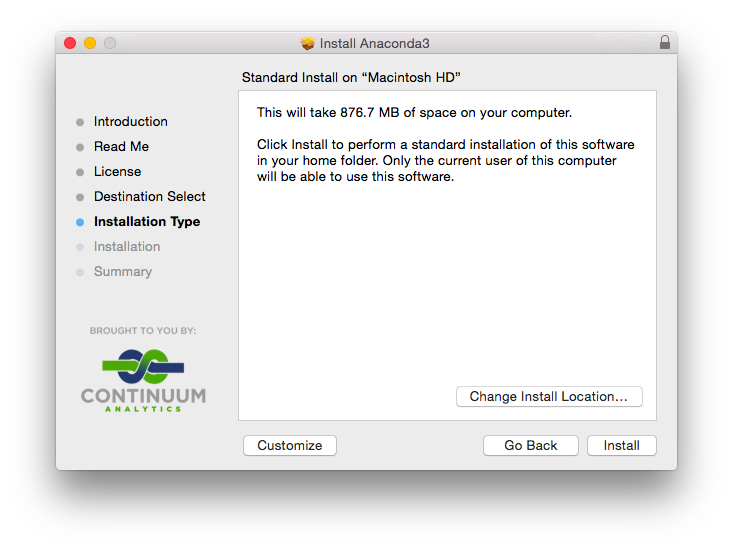 Install Anaconda3
Standard Install on “Macintosh HD”
Introduction
Read Me
License
Destination Select
Installation Type
Installation
Summary
BROUGHT TO YOU BY:
CONTINUUM
ANALYTICS
This will take 876.7 MB of space on your computer.
Click Install to perform a standard installation of this software
in your home folder. Only the current user of this computer
will be able to use this software.
Change Install Location...
Customize
Go Back
Install